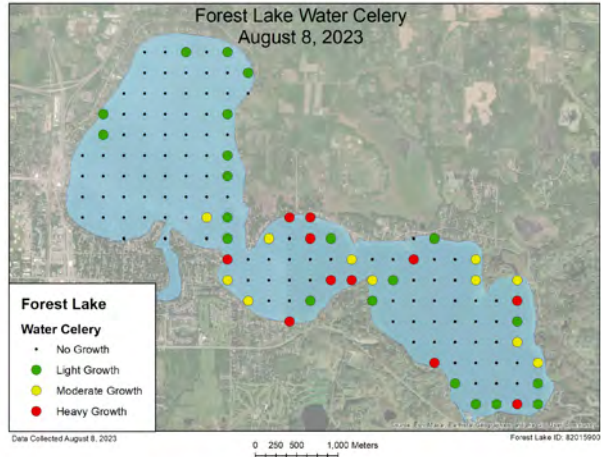 Forest Lake Water Celery
August 8, 2023
Forest Lake
Water Celery
No Growth
Light Growth
Moderate Growth
Heavy Growth
Data Collected August 8, 2023
Forest Lake ID: 82015900
0 250 500 1,000 Meters